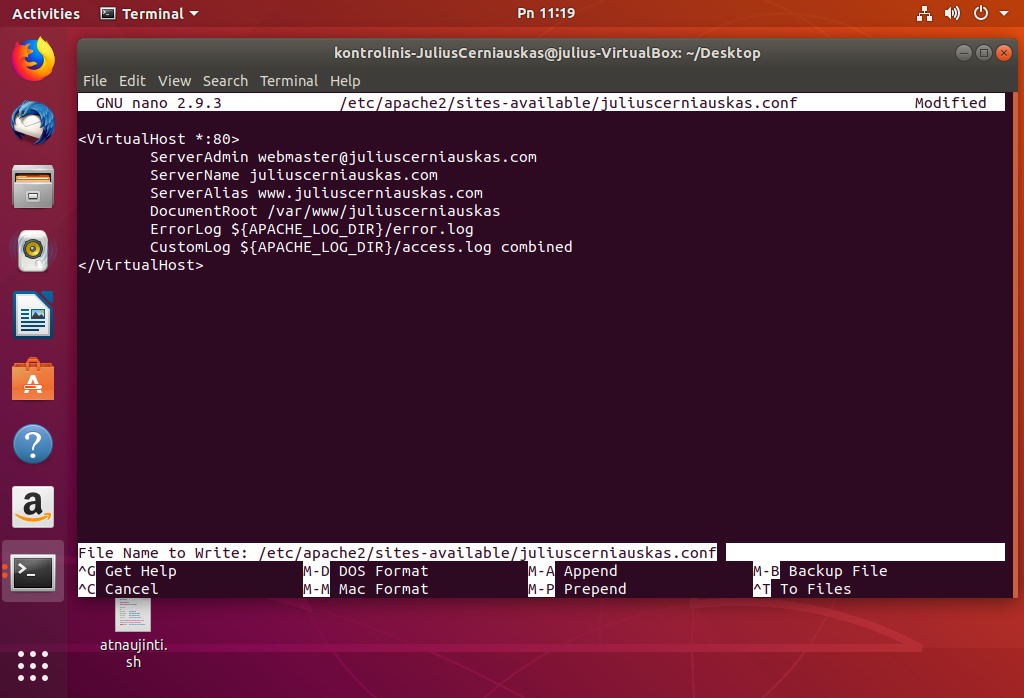 Activities Terminal Pn 11:19
kontrolinis-JuliusCerniauskas@julius-VirtualBox: ~/Desktop
File Edit View Search Terminal Help
GNU nano 2.9.3 /etc/apache2/sites-available/juliuscerniauskas.conf Modified
<VirtualHost *:80>
ServerAdmin webmaster@juliuscerniauskas.com
ServerName juliuscerniauskas.com
ServerAlias www.juliuscerniauskas.com
DocumentRoot /var/www/juliuscerniauskas
ErrorLog ${APACHE_LOG_DIR}/error.log
CustomLog ${APACHE_LOG_DIR}/access.log combined
</VirtualHost>
File Name to Write: /etc/apache2/sites-available/juliuscerniauskas.conf
^G Get Help M-D DOS Format M-A Append M-B Backup File
^C Cancel M-M Mac Format M-P Prepend ^T To Files
atnaujinti.
sh